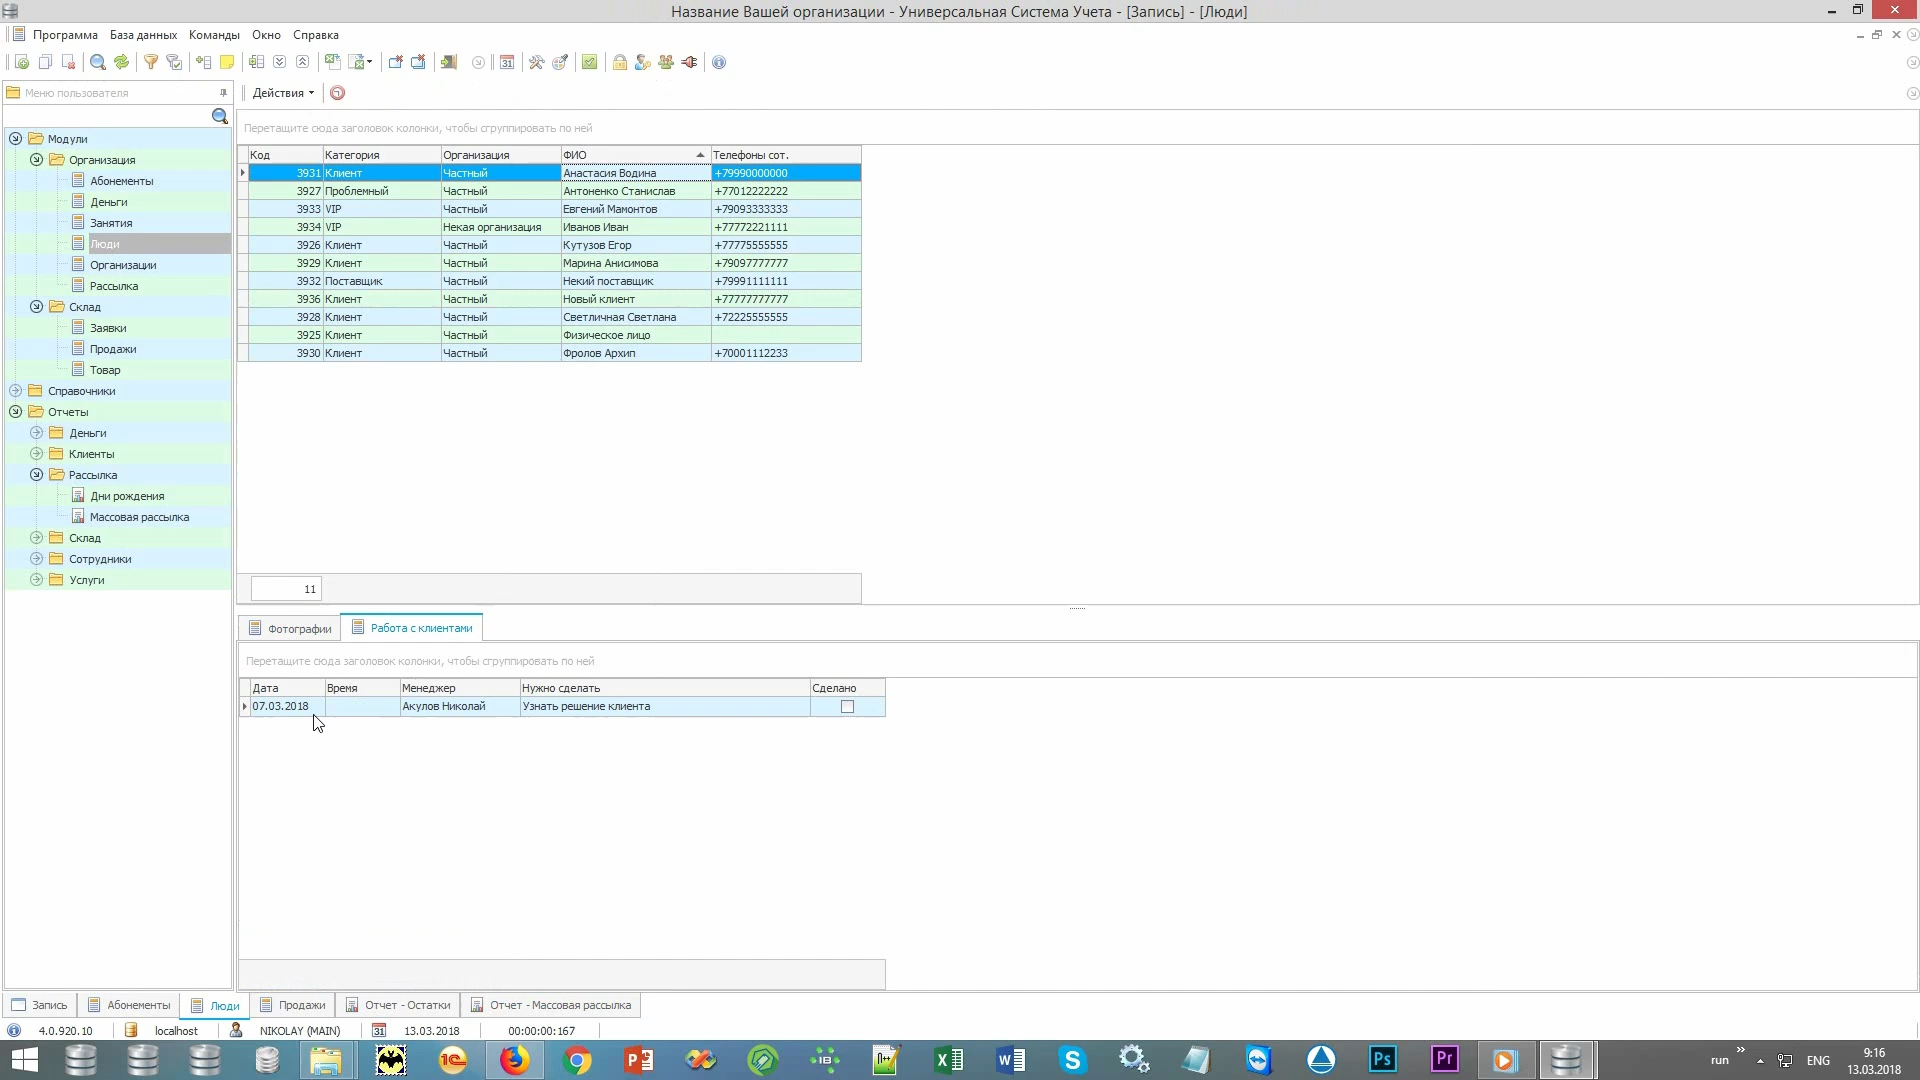 Название Вашей организации - Универсальная Система Учета - [Запись] - [Люди]
Программа База данных Команды Окно Справка
Меню пользователя
Модули
Организация
Абонементы
Деньги
Занятия
Люди
Организации
Рассылка
Склад
Заявки
Продажи
Товар
Справочники
Отчеты
Деньги
Клиенты
Рассылка
Дни рождения
Массовая рассылка
Склад
Сотрудники
Услуги
Действия
Перетащите сюда заголовок колонки, чтобы сгруппировать по ней
Код Категория Организация ФИО Телефоны сот.
3931 Клиент Частный Анастасия Водина +79990000000
3927 Проблемный Частный Антоненко Станислав +77012222222
3933 VIP Частный Евгений Мамонтов +79093333333
3934 VIP Некая организация Иванов Иван +77772221111
3926 Клиент Частный Кутузов Егор +77775555555
3929 Клиент Частный Марина Анисимова +79097777777
3932 Поставщик Частный Некий поставщик +79991111111
3936 Клиент Частный Новый клиент +77777777777
3928 Клиент Частный Светличная Светлана +72225555555
3925 Клиент Частный Физическое лицо
3930 Клиент Частный Фролов Архип +70001112233
11
Фотографии Работа с клиентами
Перетащите сюда заголовок колонки, чтобы сгруппировать по ней
Дата Время Менеджер Нужно сделать Сделано
07.03.2018 Акулов Николай Узнать решение клиента
Запись Абонементы Люди Продажи Отчет - Остатки Отчет - Массовая рассылка
4.0.920.10 localhost NIKOLAY (MAIN) 31 13.03.2018 00:00:00:167
run ENG 9:16
13.03.2018